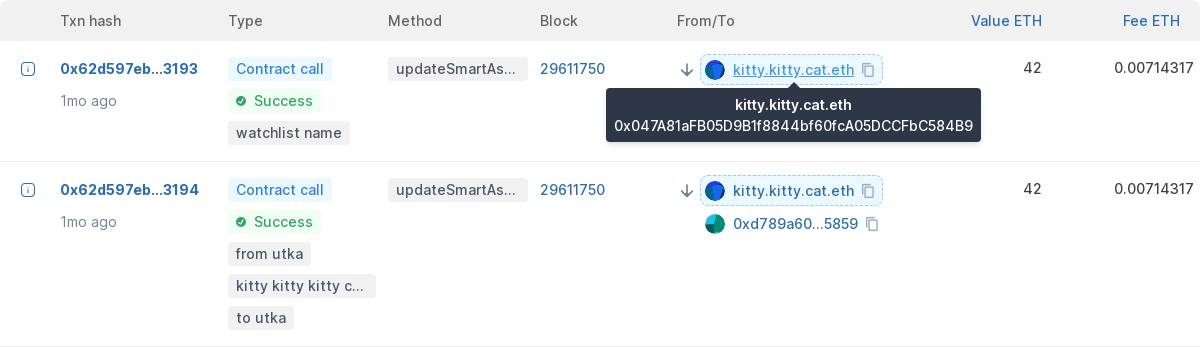 Txn hash Type Method Block From/To Value ETH Fee ETH
0x62d597eb...3193 Contract call updateSmartAs... 29611750 kitty.kitty.cat.eth 42 0.00714317
1mo ago Success
kitty.kitty.cat.eth
0x047A81aFB05D9B1f8844bf60fcA05DCCFbC584B9
watchlist name
0x62d597eb...3194 Contract call updateSmartAs... 29611750 kitty.kitty.cat.eth 42 0.00714317
1mo ago Success 0xd789a60...5859
from utka
kitty kitty kitty c...
to utka